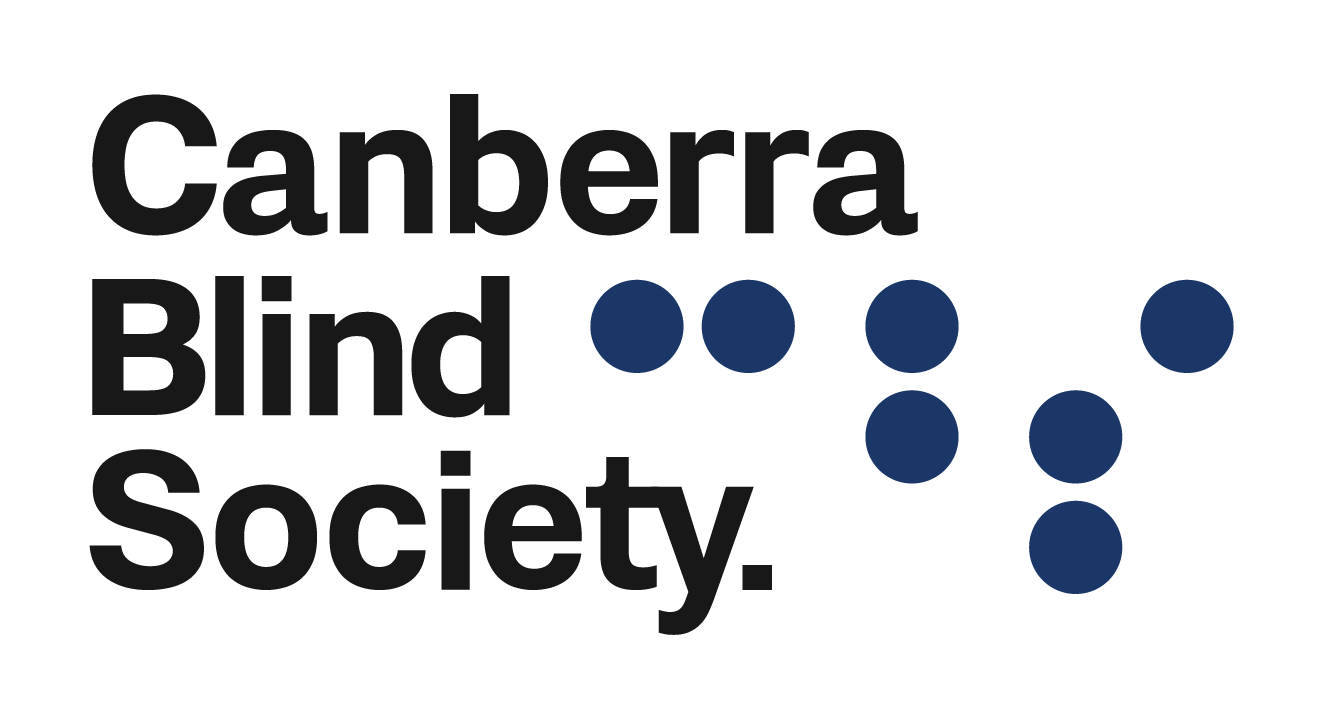 Canberra
Blind
Society.
⠉⠃⠎